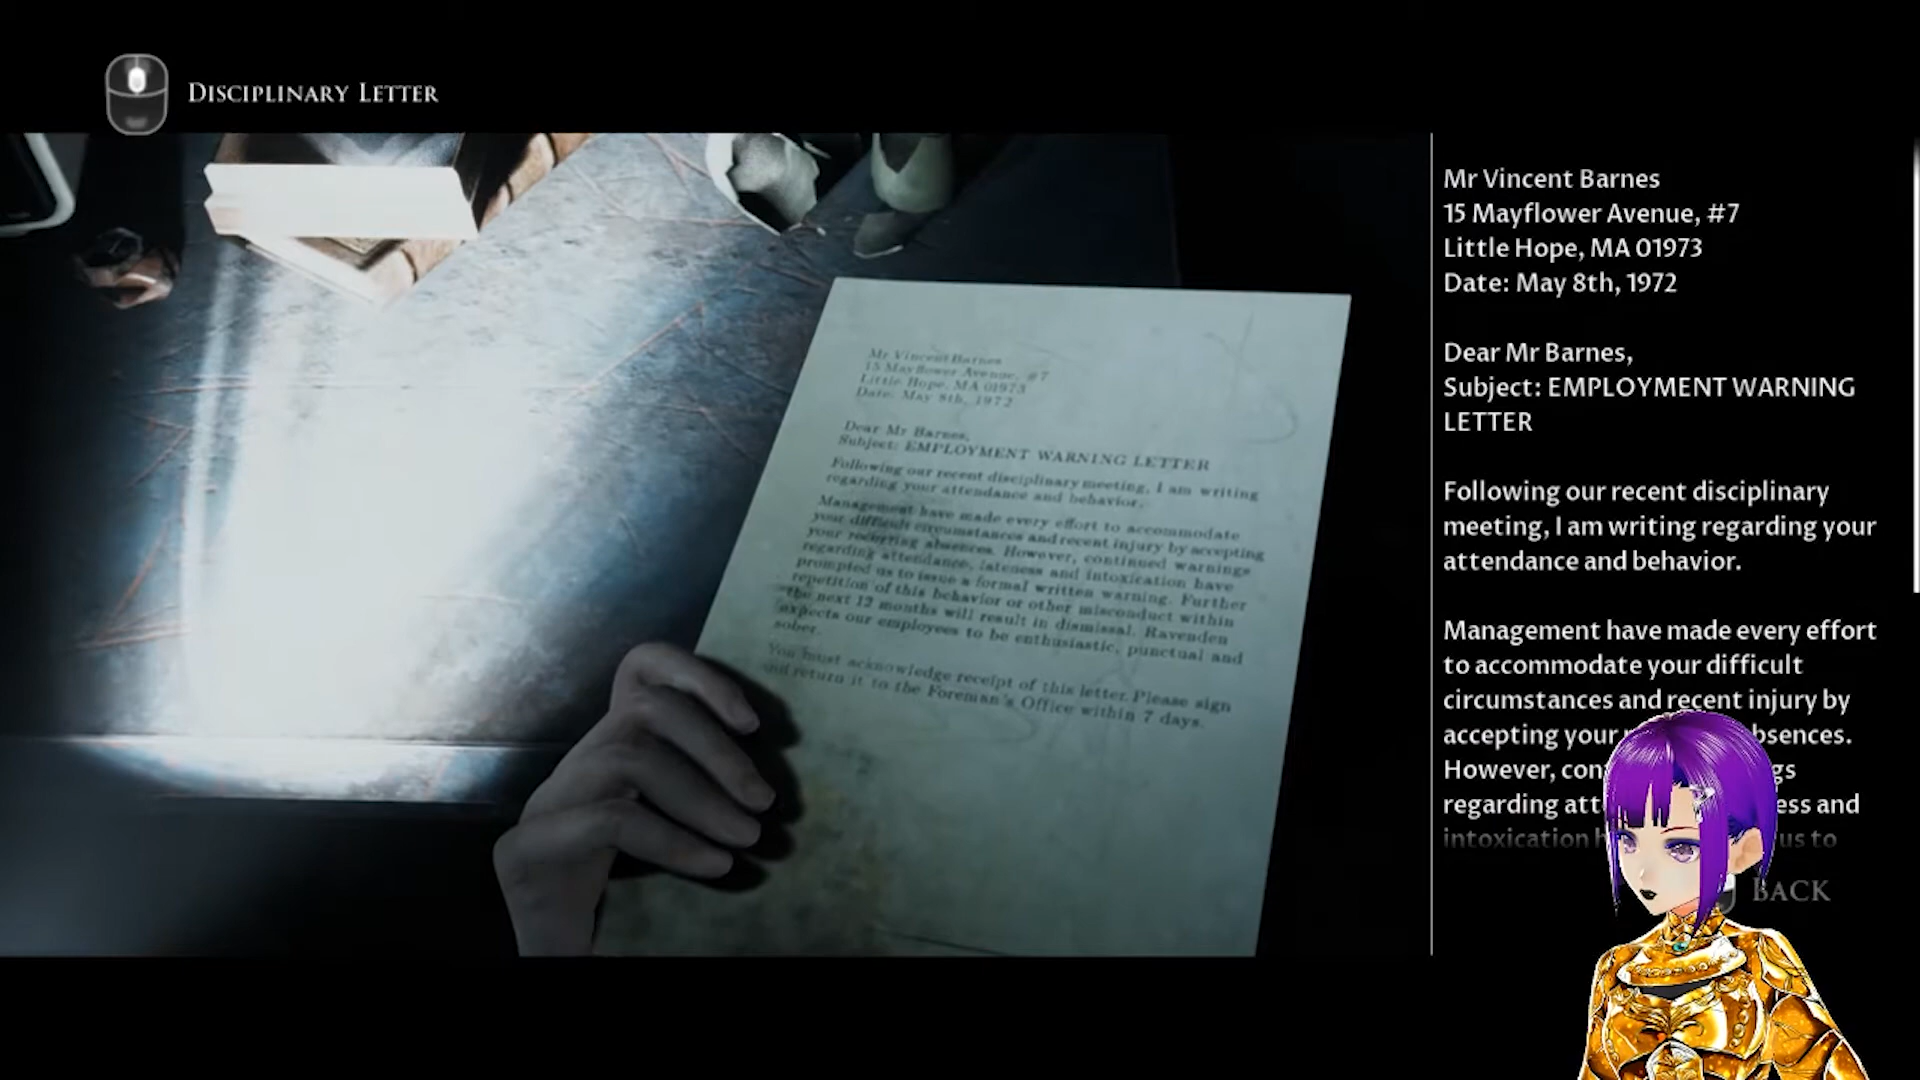 DISCIPLINARY LETTER
Mr Vincent Barnes
15 Mayflower Avenue, #7
Little Hope, MA 01973
Date: May 8th, 1972
Dear Mr Barnes,
Subject: EMPLOYMENT WARNING LETTER
Following our recent disciplinary meeting, I am writing
regarding your attendance and behavior.
Management have made every effort to accommodate
your difficult circumstances and recent injury by accepting
your recurring absences. However, continued warnings
regarding attendance, lateness and intoxication have
prompted us to issue a formal written warning. Further
repetition of this behavior or other misconduct within
the next 12 months will result in dismissal. Ravenden
expects our employees to be enthusiastic, punctual and
sober.
You must acknowledge receipt of this letter. Please sign
and return it to the Foreman's Office within 7 days.
Mr Vincent Barnes
15 Mayflower Avenue, #7
Little Hope, MA 01973
Date: May 8th, 1972
Dear Mr Barnes,
Subject: EMPLOYMENT WARNING
LETTER
Following our recent disciplinary
meeting, I am writing regarding your
attendance and behavior.
Management have made every effort
to accommodate your difficult
circumstances and recent injury by
accepting your bsences.
However, con gs
regarding att ess and
intoxication us to
BACK